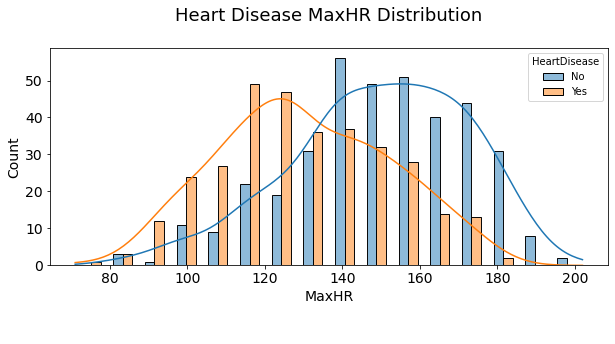 Heart Disease MaxHR Distribution
HeartDisease
No
Yes
Count
50
40
30
20
10
0
80 100 120 140 160 180 200
MaxHR